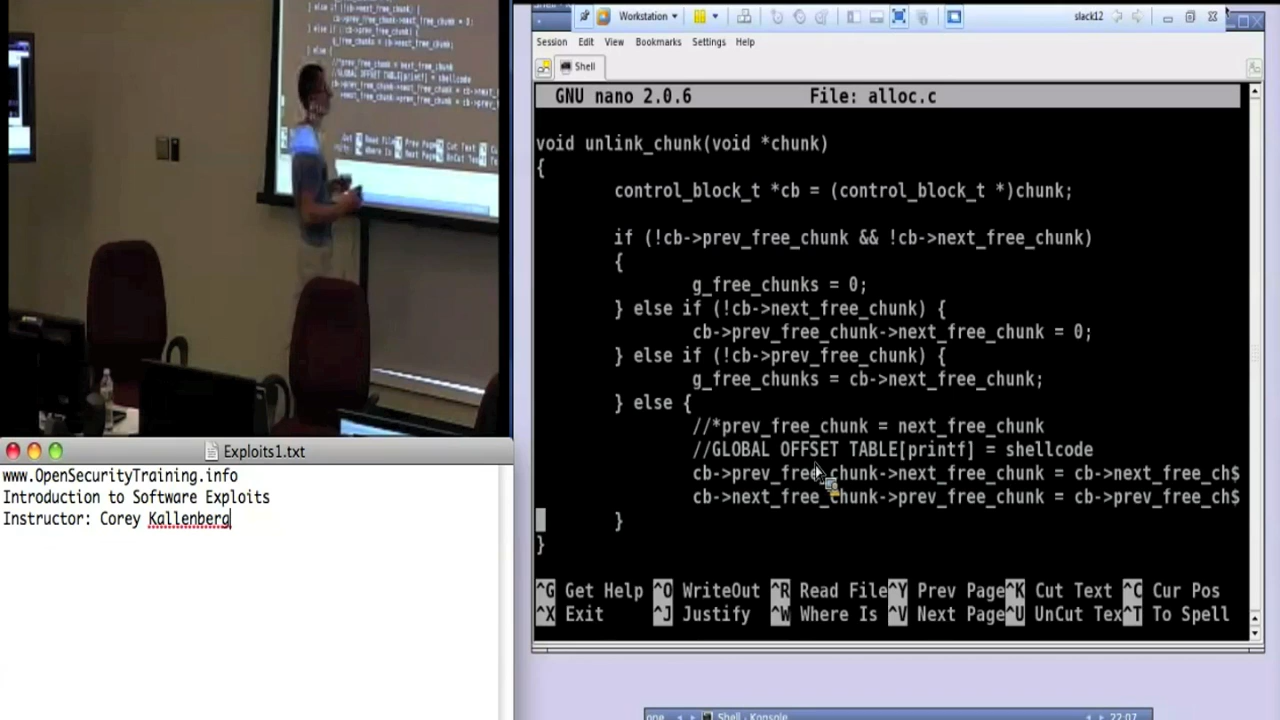 Workstation
slack12
Session Edit View Bookmarks Settings Help
Shell
GNU nano 2.0.6 File: alloc.c
void unlink_chunk(void *chunk)
{
control_block_t *cb = (control_block_t *)chunk;
if (!cb->prev_free_chunk && !cb->next_free_chunk)
{
g_free_chunks = 0;
} else if (!cb->next_free_chunk) {
cb->prev_free_chunk->next_free_chunk = 0;
} else if (!cb->prev_free_chunk) {
g_free_chunks = cb->next_free_chunk;
} else {
//*prev_free_chunk = next_free_chunk
//GLOBAL OFFSET TABLE[printf] = shellcode
cb->prev_free_chunk->next_free_chunk = cb->next_free_ch$
cb->next_free_chunk->prev_free_chunk = cb->prev_free_ch$
}
}
^G Get Help ^O WriteOut ^R Read File ^Y Prev Page ^K Cut Text ^C Cur Pos
^X Exit ^J Justify ^W Where Is ^V Next Page ^U UnCut Tex ^T To Spell
Shell - Konsole
22:07
Exploits1.txt
www.OpenSecurityTraining.info
Introduction to Software Exploits
Instructor: Corey Kallenberg